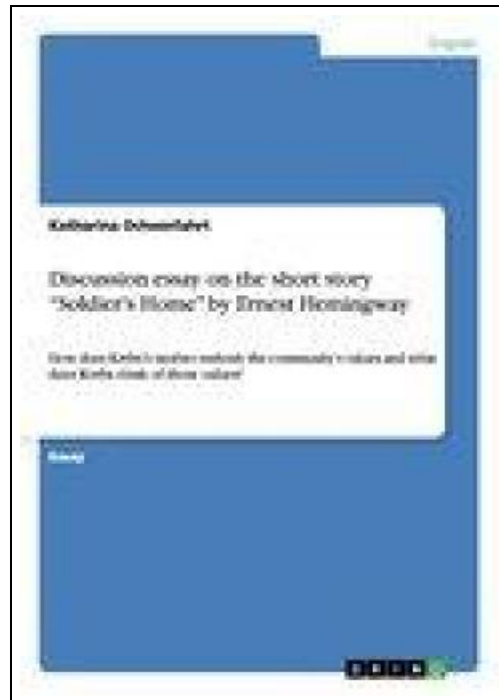 English
Katharina
Discussion essay on the short story
"Soldier's Home" by Ernest Hemingway
How does Krebs's mother embody the community's values and what
does Krebs think of those values?
Essay